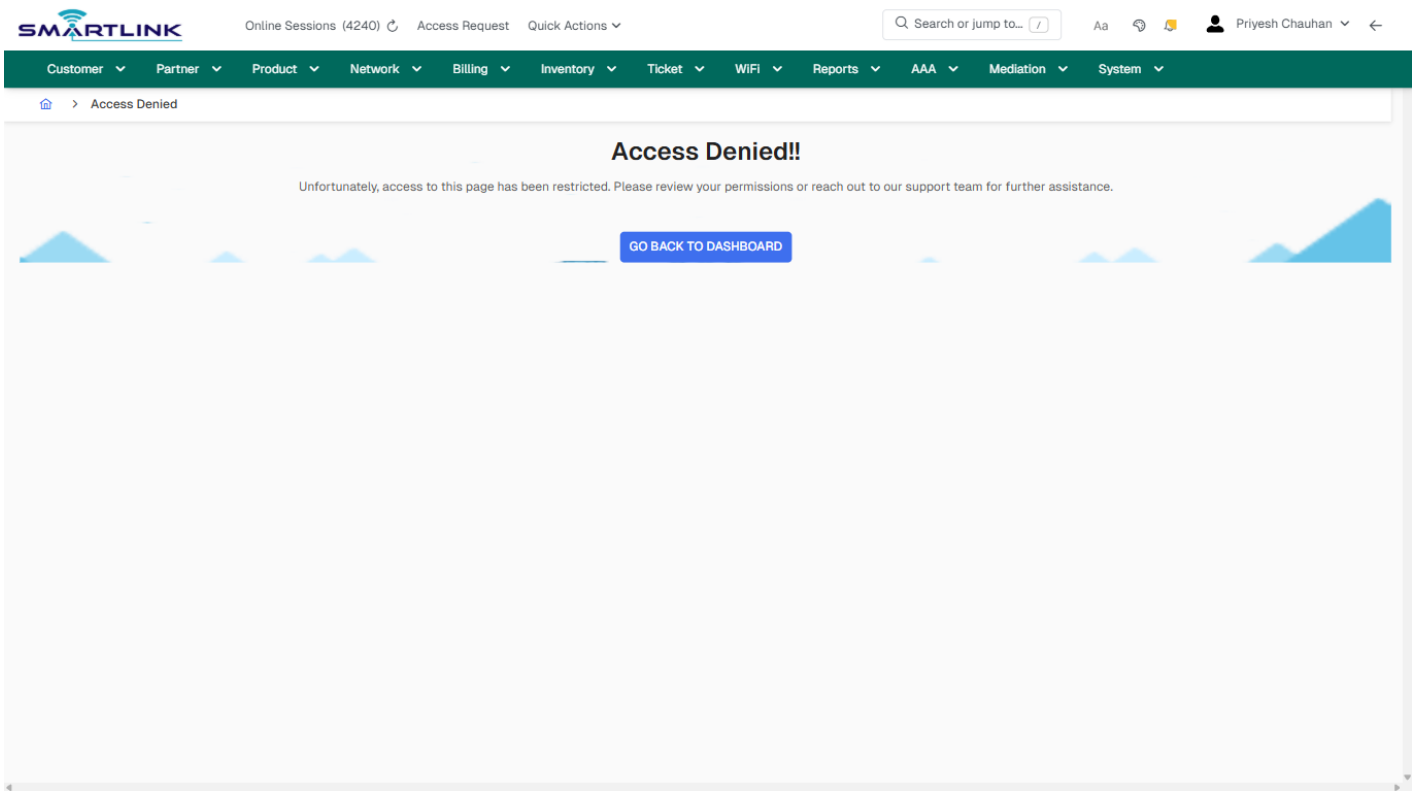 SMARTLINK
Online Sessions (4240) Access Request Quick Actions
Search or jump to... /
Aa
Priyesh Chauhan
Customer Partner Product Network Billing Inventory Ticket WiFi Reports AAA Mediation System
> Access Denied
Access Denied!!
Unfortunately, access to this page has been restricted. Please review your permissions or reach out to our support team for further assistance.
GO BACK TO DASHBOARD